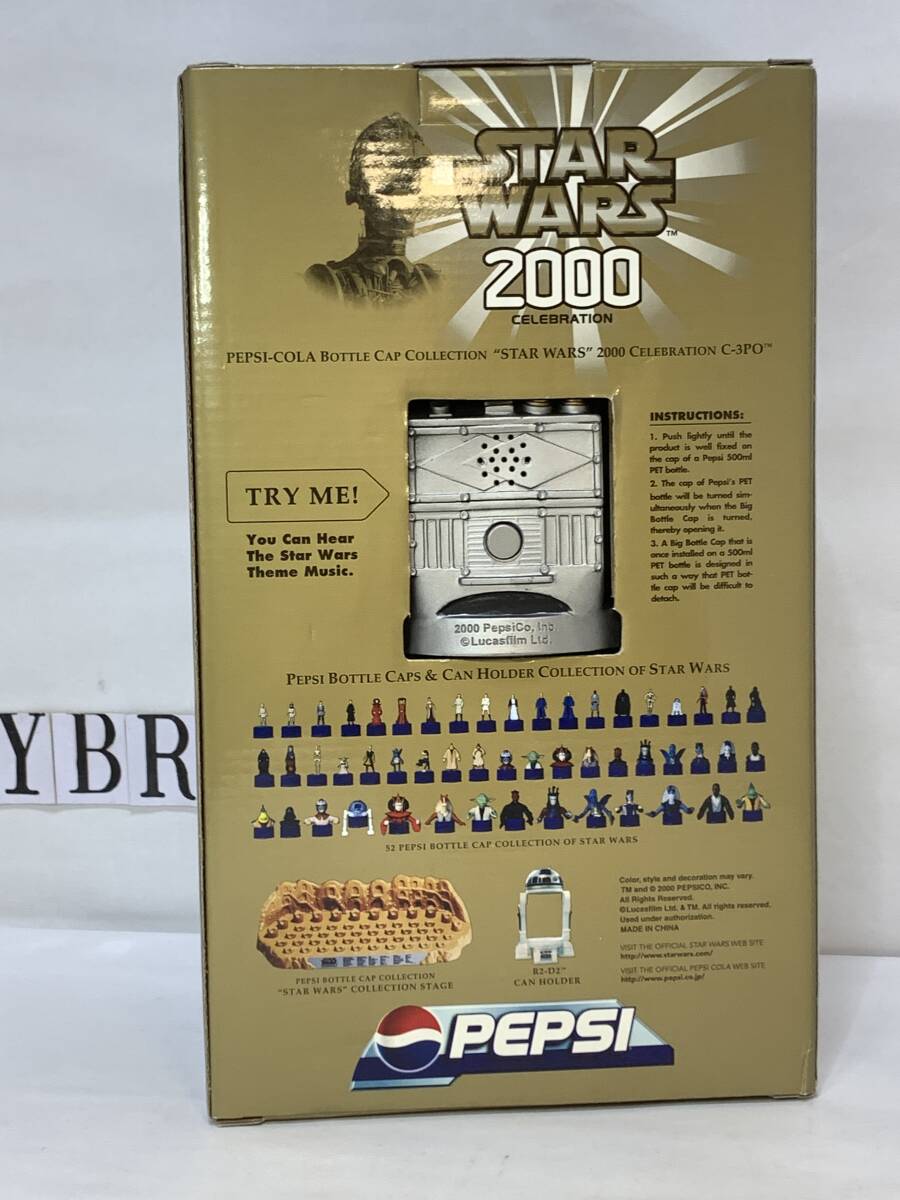 STAR
WARS
TM
2000
CELEBRATION
PEPSI-COLA BOTTLE CAP COLLECTION “STAR WARS” 2000 CELEBRATION C-3PO™
TRY ME!
You Can Hear
The Star Wars
Theme Music.
INSTRUCTIONS:
1. Push lightly until the
product is well fixed on
the cap of a Pepsi 500ml
PET bottle.
2. The cap of Pepsi's PET
bottle will be turned sim-
ultaneously when the Big
Bottle Cap is turned,
thereby opening it.
3. A Big Bottle Cap that is
once installed on a 500ml
PET bottle is designed in
such a way that PET bot-
tle cap will be difficult to
detach.
2000 PepsiCo, Inc.
©Lucasfilm Ltd.
PEPSI BOTTLE CAPS & CAN HOLDER COLLECTION OF STAR WARS
YBR
52 PEPSI BOTTLE CAP COLLECTION OF STAR WARS
PEPSI BOTTLE CAP COLLECTION
“STAR WARS” COLLECTION STAGE
R2-D2™
CAN HOLDER
Color, style and decoration may vary.
TM and © 2000 PEPSICO, INC.
All Rights Reserved.
©Lucasfilm Ltd. & TM. All rights reserved.
Used under authorization.
MADE IN CHINA
VISIT THE OFFICIAL STAR WARS WEB SITE
http://www.starwars.com/
VISIT THE OFFICIAL PEPSI COLA WEB SITE
http://www.pepsi.co.jp/
PEPSI